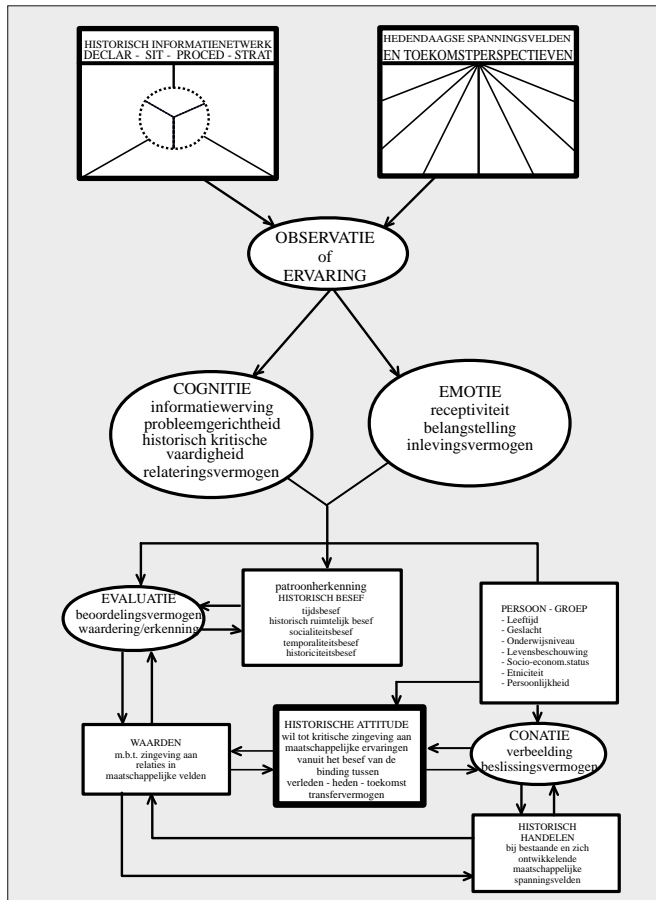 HISTORISCH INFORMATIENETWERK
DECLAR - SIT - PROCED - STRAT
HEDENDAAGSE SPANNINGSVELDEN
EN TOEKOMSTPERSPECTIEVEN
OBSERVATIE
of
ERVARING
COGNITIE
informatiewerving
probleemgerichtheid
historisch kritische
vaardigheid
relateringsvermogen
EMOTIE
receptiviteit
belangstelling
inlevingsvermogen
EVALUATIE
beoordelingsvermogen
waardering/erkenning
patroonherkenning
HISTORISCH BESEF
tijdsbesef
historisch ruimtelijk besef
socialiteitsbesef
temporaliteitsbesef
historiciteitsbesef
PERSOON - GROEP
- Leeftijd
- Geslacht
- Onderwijsniveau
- Levensbeschouwing
- Socio-econom.status
- Etniciteit
- Persoonlijkheid
WAARDEN
m.b.t. zingeving aan
relaties in
maatschappelijke velden
HISTORISCHE ATTITUDE
wil tot kritische zingeving aan
maatschappelijke ervaringen
vanuit het besef van de
binding tussen
verleden - heden - toekomst
transfervermogen
CONATIE
verbeelding
beslissingsvermogen
HISTORISCH
HANDELEN
bij bestaande en zich
ontwikkelende
maatschappelijke
spanningsvelden